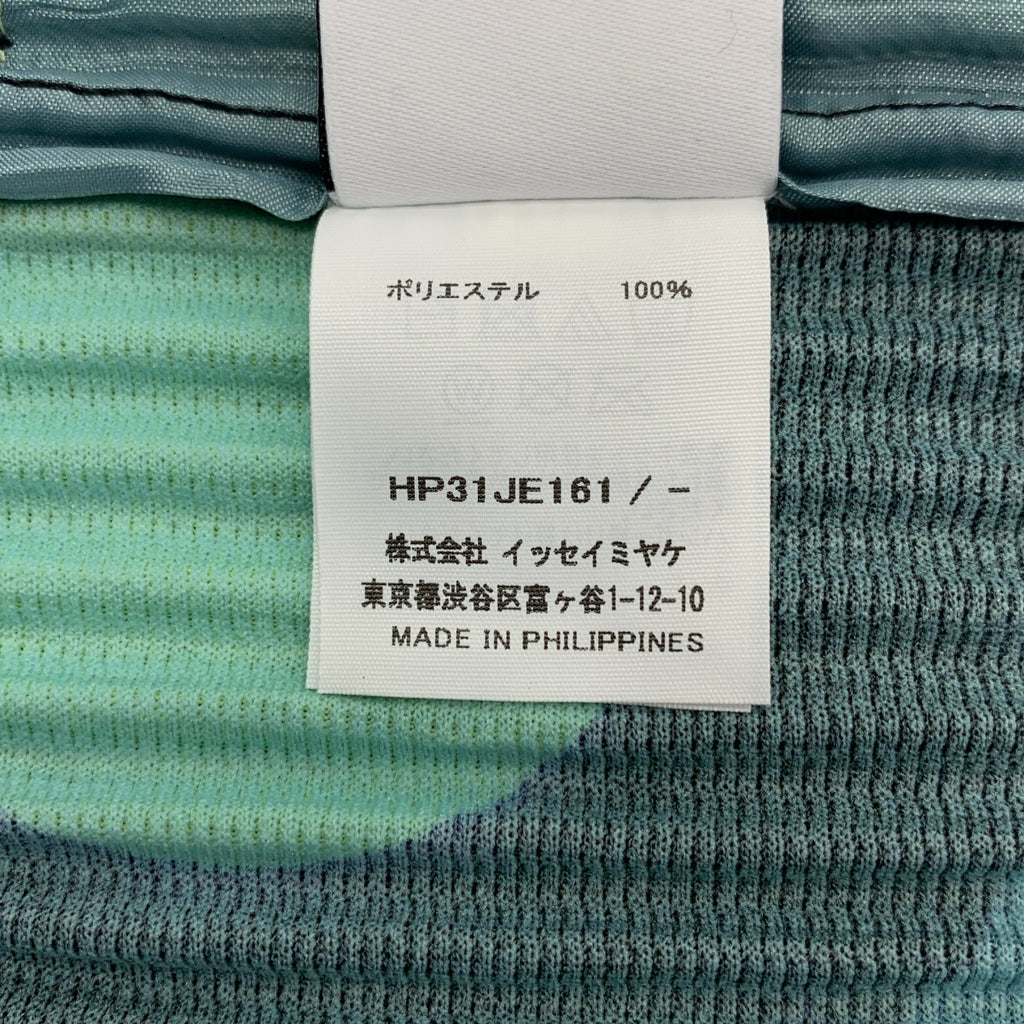 ポリエステル 100%
HP31JE161 / -
株式会社 イッセイミヤケ
東京都渋谷区富ヶ谷1-12-10
MADE IN PHILIPPINES